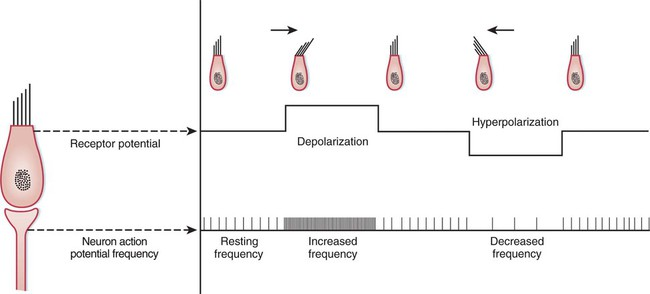 Receptor potential
Depolarization
Hyperpolarization
Neuron action
potential frequency
Resting
frequency
Increased
frequency
Decreased
frequency